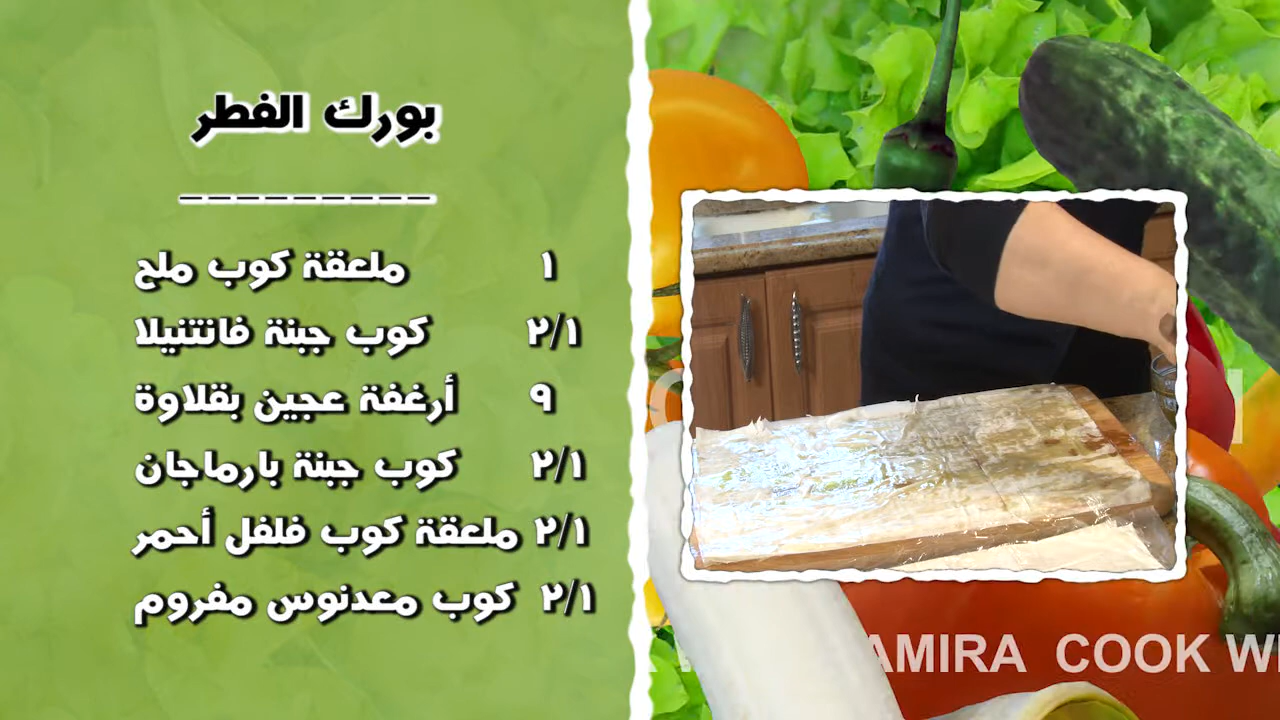 بورك الفطر
_ _ _ _ _ _ _ _ _
١ ملعقة كوب ملح
٢/١ كوب جبنة فانتنيلا
٩ أرغفة عجين بقلاوة
٢/١ كوب جبنة بارماجان
٢/١ ملعقة كوب فلفل أحمر
٢/١ كوب معدنوس مفروم
AMIRA COOK